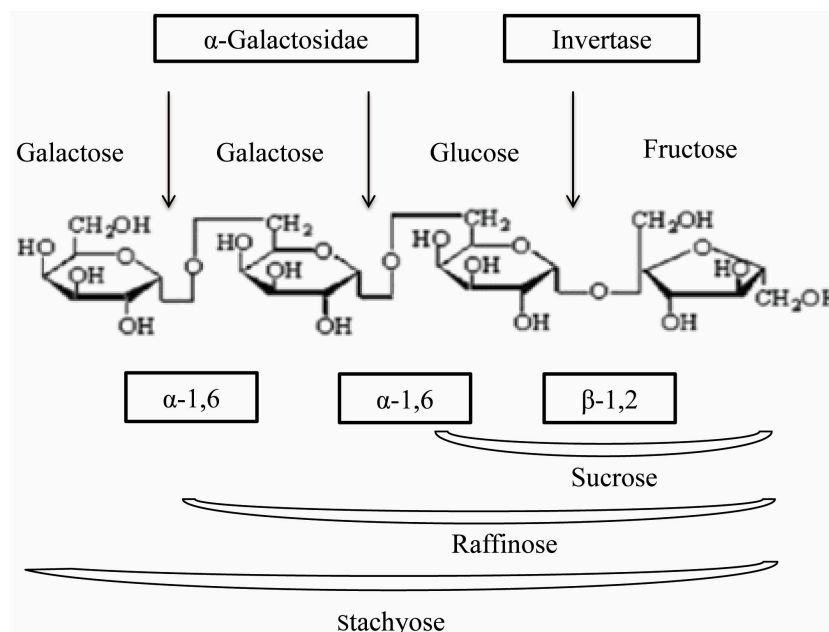 α-Galactosidae Invertase
Galactose Galactose Glucose Fructose
CH₂OH CH₂ CH₂ CH₂OH
HO O O HO O O HO O O
OH OH OH HO
O CH₂OH
OH OH OH OH
α-1,6 α-1,6 β-1,2
Sucrose
Raffinose
Stachyose